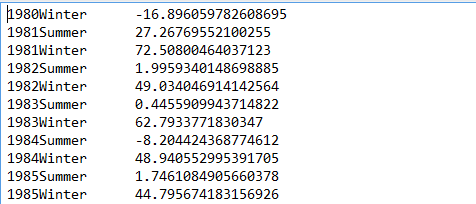 1980Winter -16.896059782608695
1981Summer 27.26769552100255
1981Winter 72.50800464037123
1982Summer 1.9959340148698885
1982Winter 49.034046914142564
1983Summer 0.4455909943714822
1983Winter 62.7933771830347
1984Summer -8.204424368774612
1984Winter 48.940552995391705
1985Summer 1.7461084905660378
1985Winter 44.795674183156926